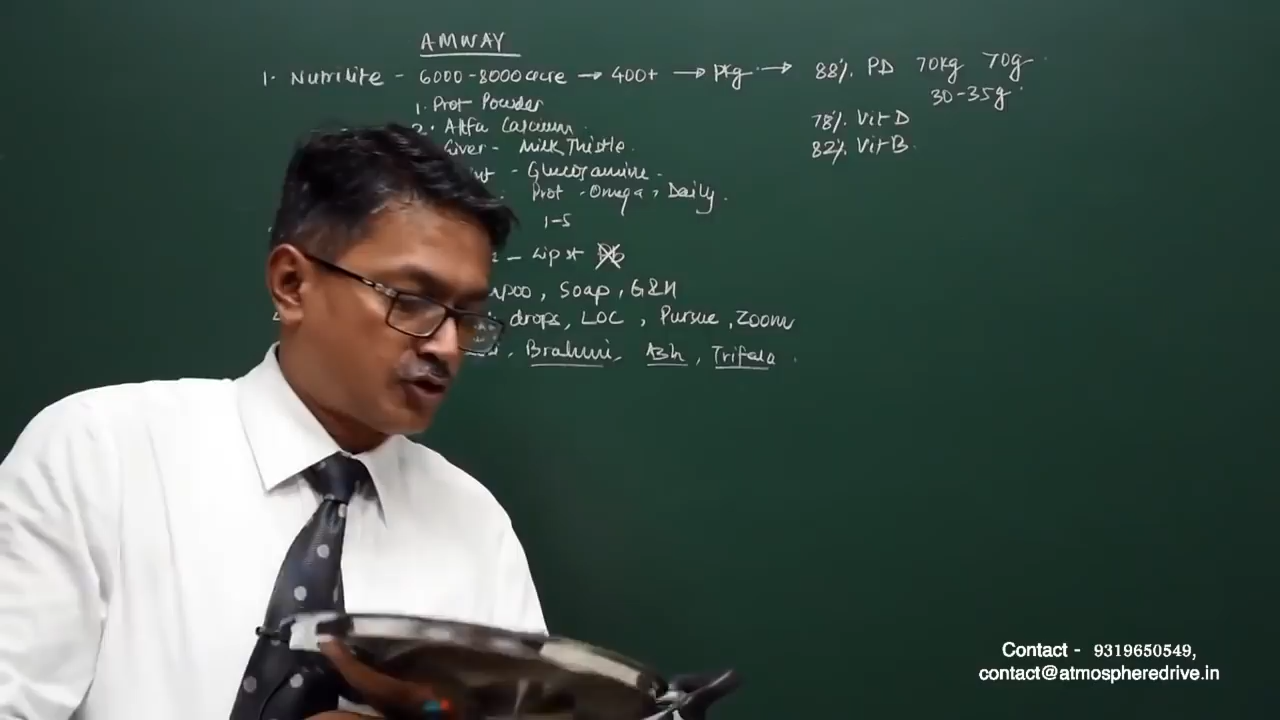 AMWAY
1. Nutrilite - 6000-8000 acre → 400+ → pkg → 88% PD 70kg 70g
30-35g
1. Prot Powder
2. Alfa Calcium
78% Vit D
Liver - Milk Thistle.
82% Vit B
- Glucosamine -
Prot - Omega, Daily.
1-5
- Lipst
Soap, G&H
drops, LOC, Pursue, Zoom
, Brahmi, Ash, Trifala.
Contact - 9319650549,
contact@atmospheredrive.in